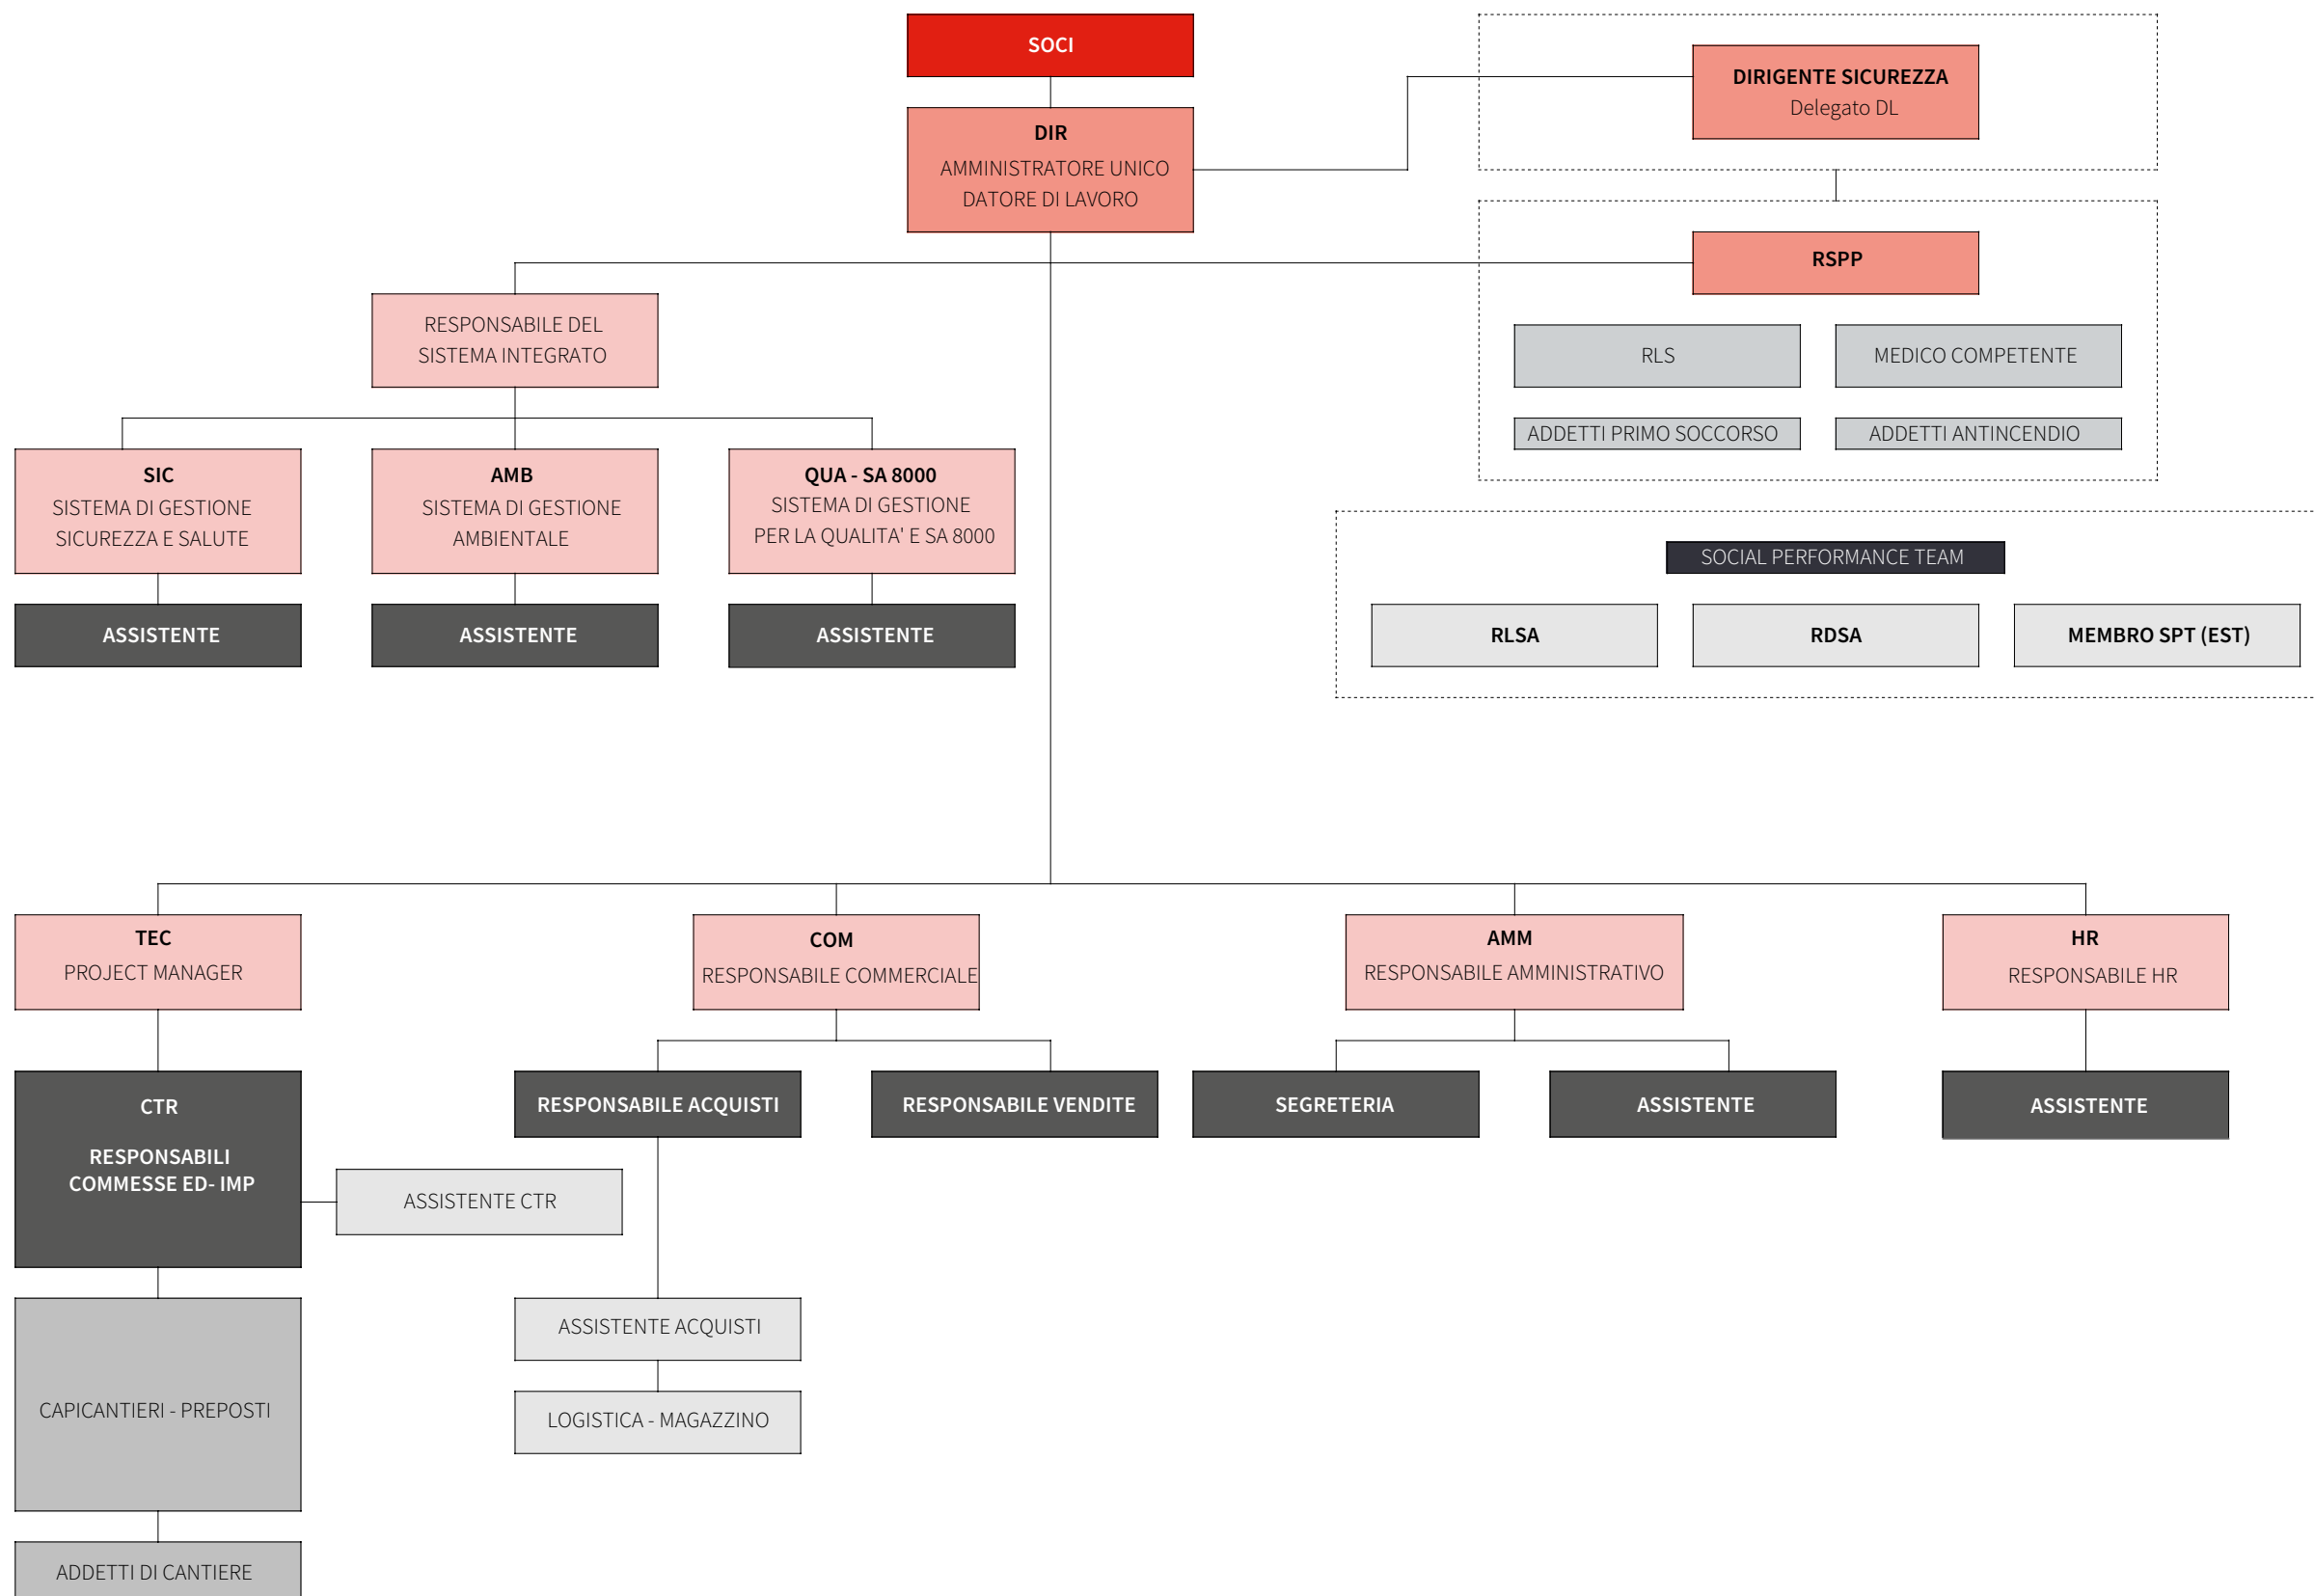 SOCI
DIRIGENTE SICUREZZA
Delegato DL
DIR
AMMINISTRATORE UNICO
DATORE DI LAVORO
RSPP
RESPONSABILE DEL
SISTEMA INTEGRATO
RLS
MEDICO COMPETENTE
ADDETTI PRIMO SOCCORSO
ADDETTI ANTINCENDIO
SIC
SISTEMA DI GESTIONE
SICUREZZA E SALUTE
AMB
SISTEMA DI GESTIONE
AMBIENTALE
QUA - SA 8000
SISTEMA DI GESTIONE
PER LA QUALITA' E SA 8000
SOCIAL PERFORMANCE TEAM
ASSISTENTE
ASSISTENTE
ASSISTENTE
RLSA
RDSA
MEMBRO SPT (EST)
TEC
PROJECT MANAGER
COM
RESPONSABILE COMMERCIALE
AMM
RESPONSABILE AMMINISTRATIVO
HR
RESPONSABILE HR
CTR
RESPONSABILI
COMMESSE ED- IMP
RESPONSABILE ACQUISTI
RESPONSABILE VENDITE
SEGRETERIA
ASSISTENTE
ASSISTENTE
ASSISTENTE CTR
ASSISTENTE ACQUISTI
CAPICANTIERI - PREPOSTI
LOGISTICA - MAGAZZINO
ADDETTI DI CANTIERE